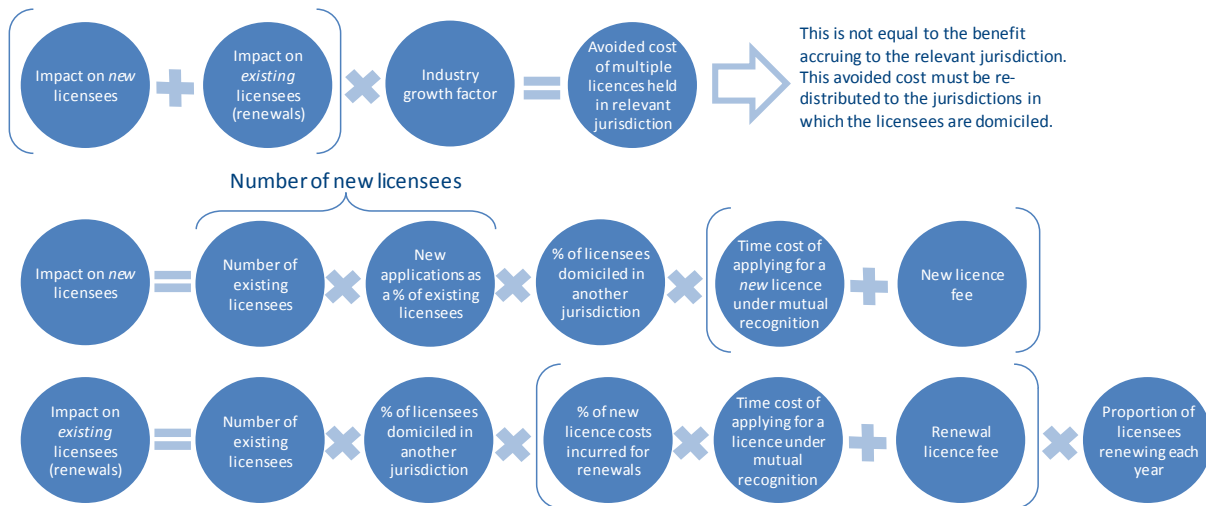 Impact on new
licensees
Impact on
existing
licensees
(renewals)
Industry
growth factor
Avoided cost
of multiple
licences held
in relevant
jurisdiction
This is not equal to the benefit
accruing to the relevant jurisdiction.
This avoided cost must be re-
distributed to the jurisdictions in
which the licensees are domiciled.
Number of new licensees
Impact on new
licensees
Number of
existing
licensees
New
applications as
a % of existing
licensees
% of licensees
domiciled in
another
jurisdiction
Time cost of
applying for a
new licence
under mutual
recognition
New licence
fee
Impact on
existing
licensees
(renewals)
Number of
existing
licensees
% of licensees
domiciled in
another
jurisdiction
% of new
licence costs
incurred for
renewals
Time cost of
applying for a
licence under
mutual
recognition
Renewal
licence fee
Proportion of
licensees
renewing each
year